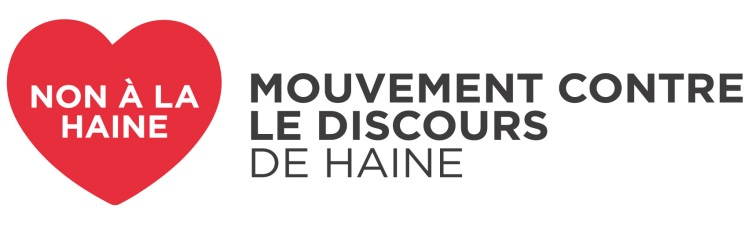 NON À LA
HAINE
MOUVEMENT CONTRE
LE DISCOURS
DE HAINE